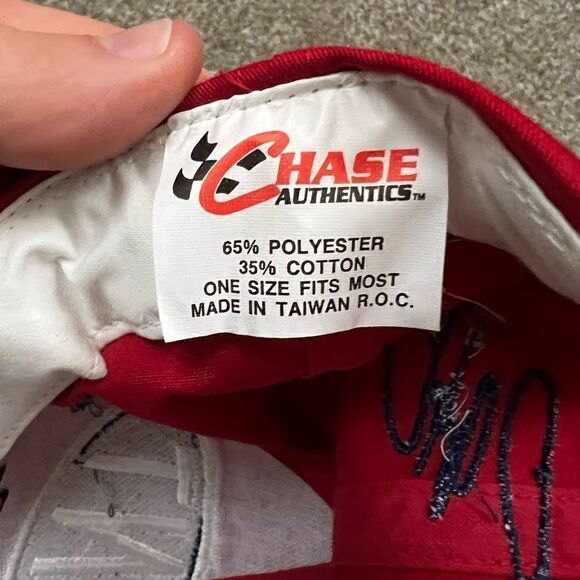 CHASE
AUTHENTICS™
65% POLYESTER
35% COTTON
ONE SIZE FITS MOST
MADE IN TAIWAN R.O.C.